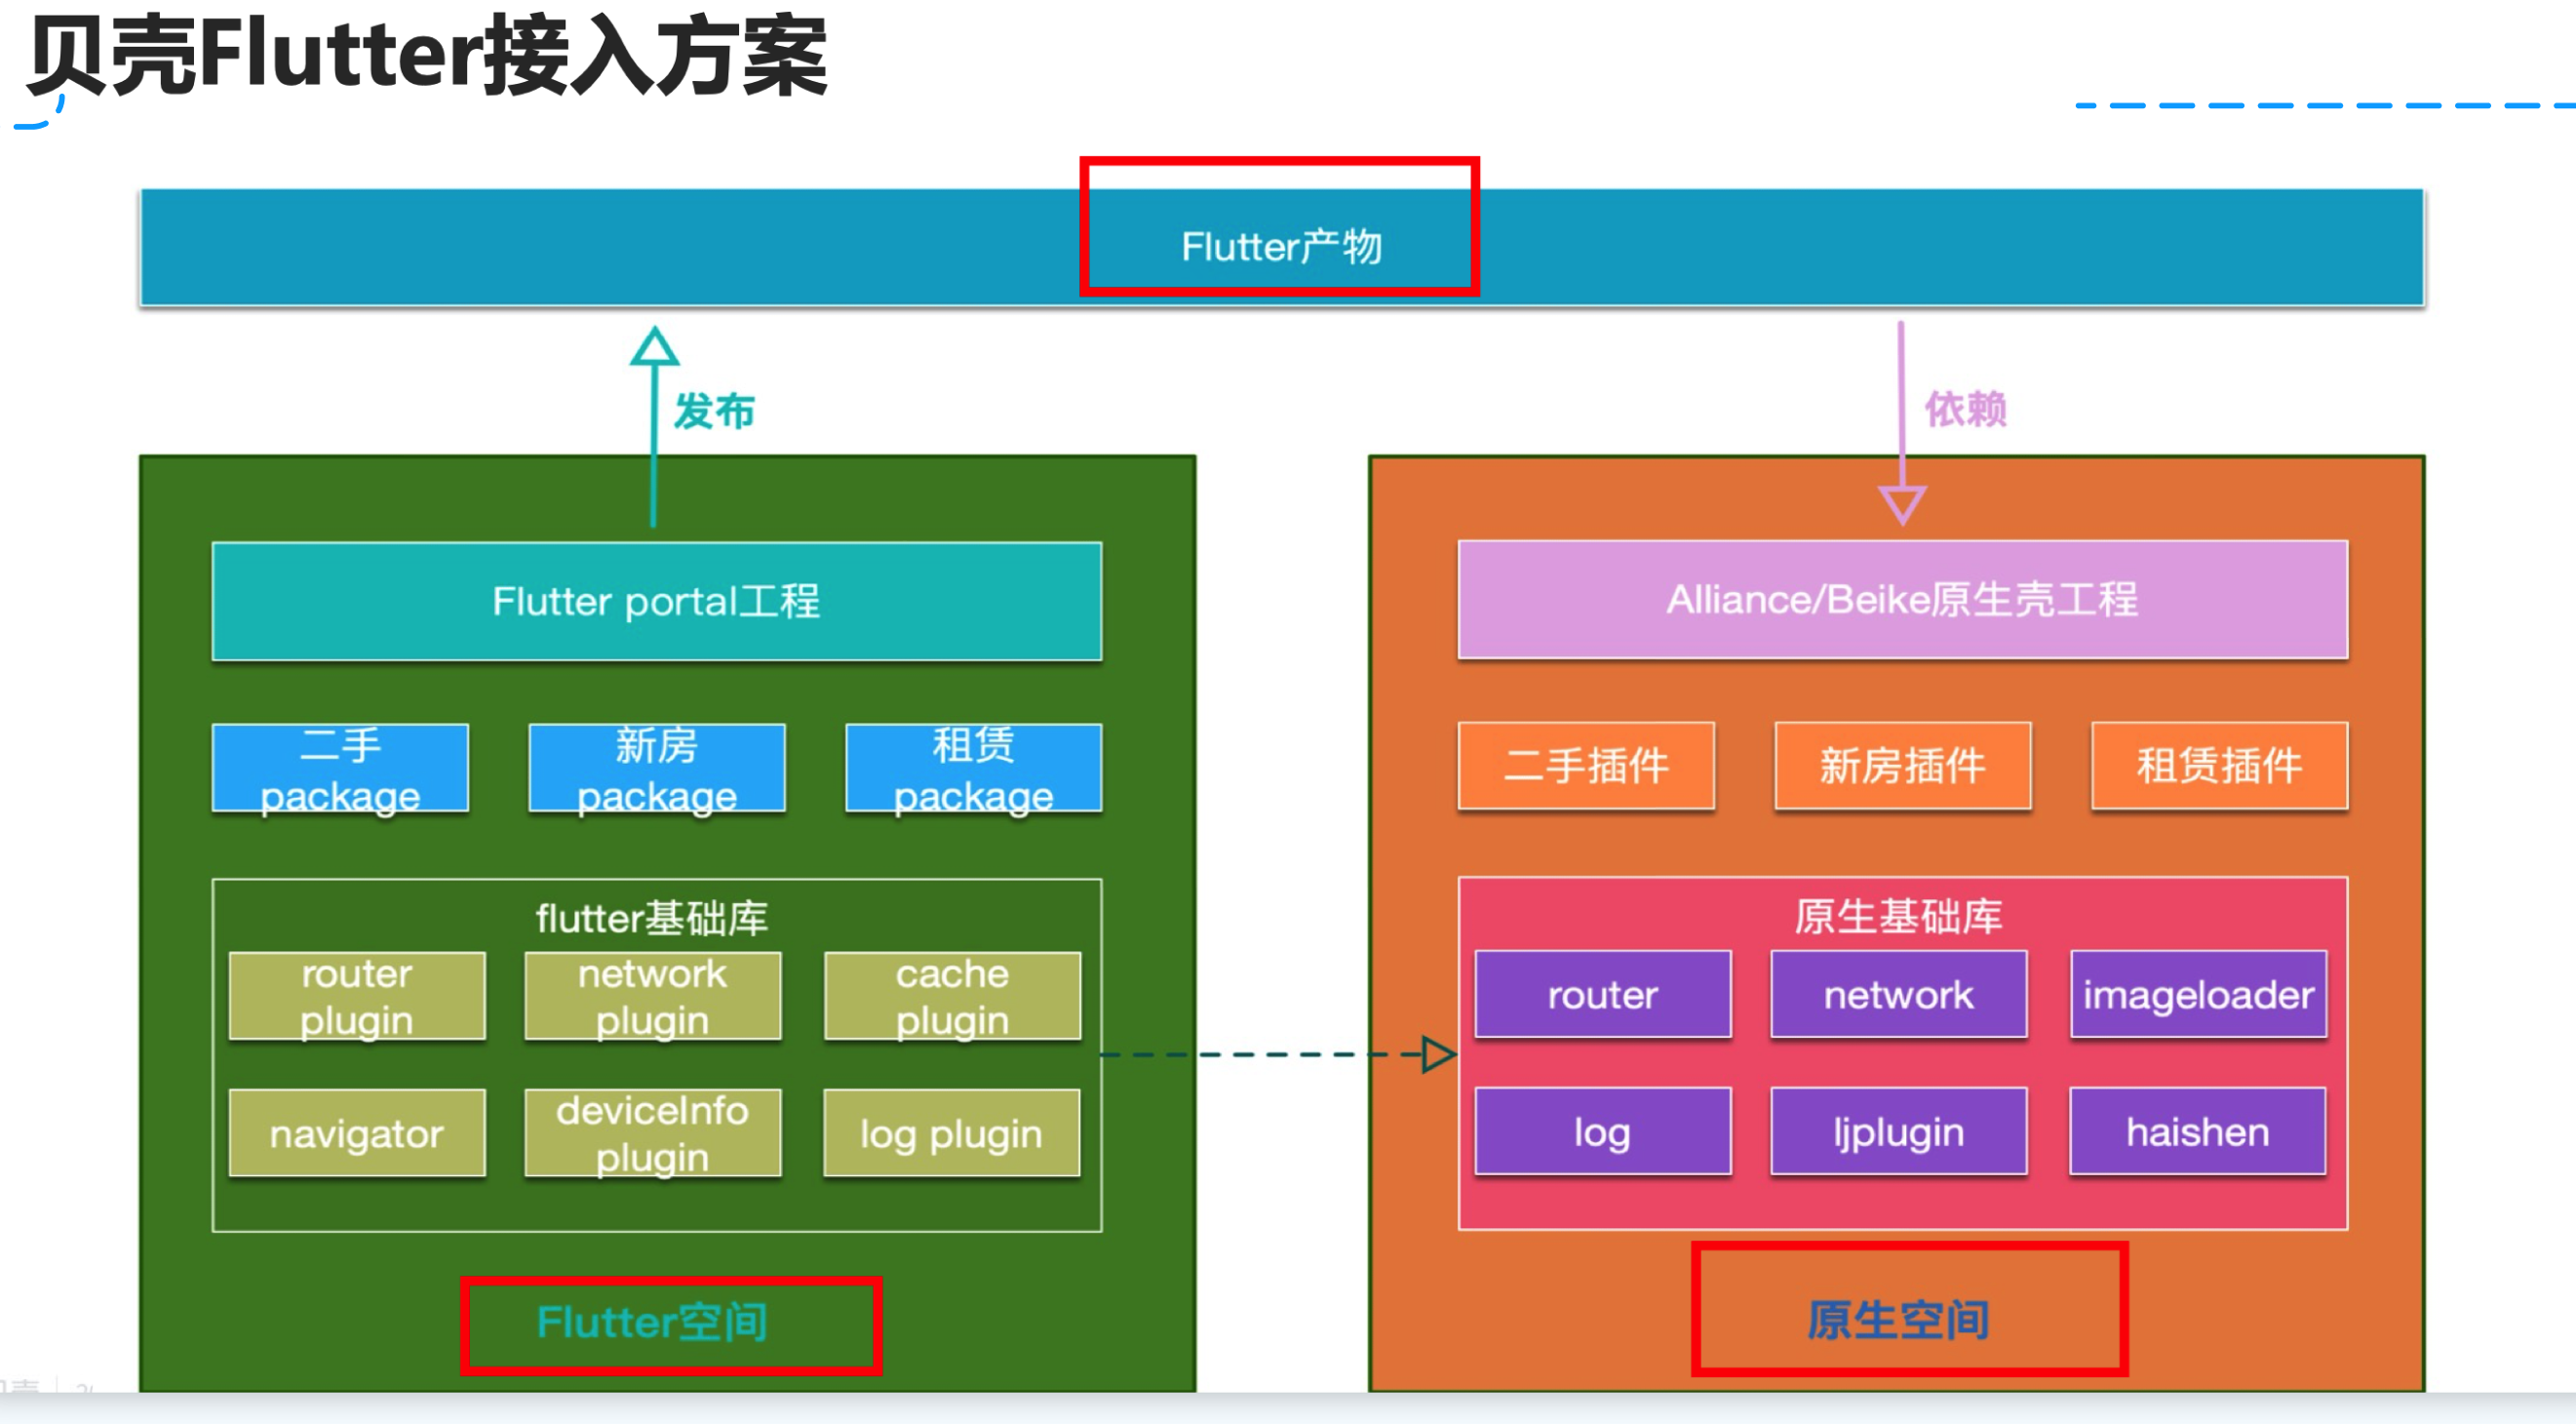 贝壳Flutter接入方案
Flutter产物
发布
依赖
Flutter portal工程
二手
package
新房
package
租赁
package
flutter基础库
router
plugin
network
plugin
cache
plugin
navigator
deviceInfo
plugin
log plugin
Flutter空间
Alliance/Beike原生壳工程
二手插件
新房插件
租赁插件
原生基础库
router
network
imageloader
log
ljplugin
haishen
原生空间